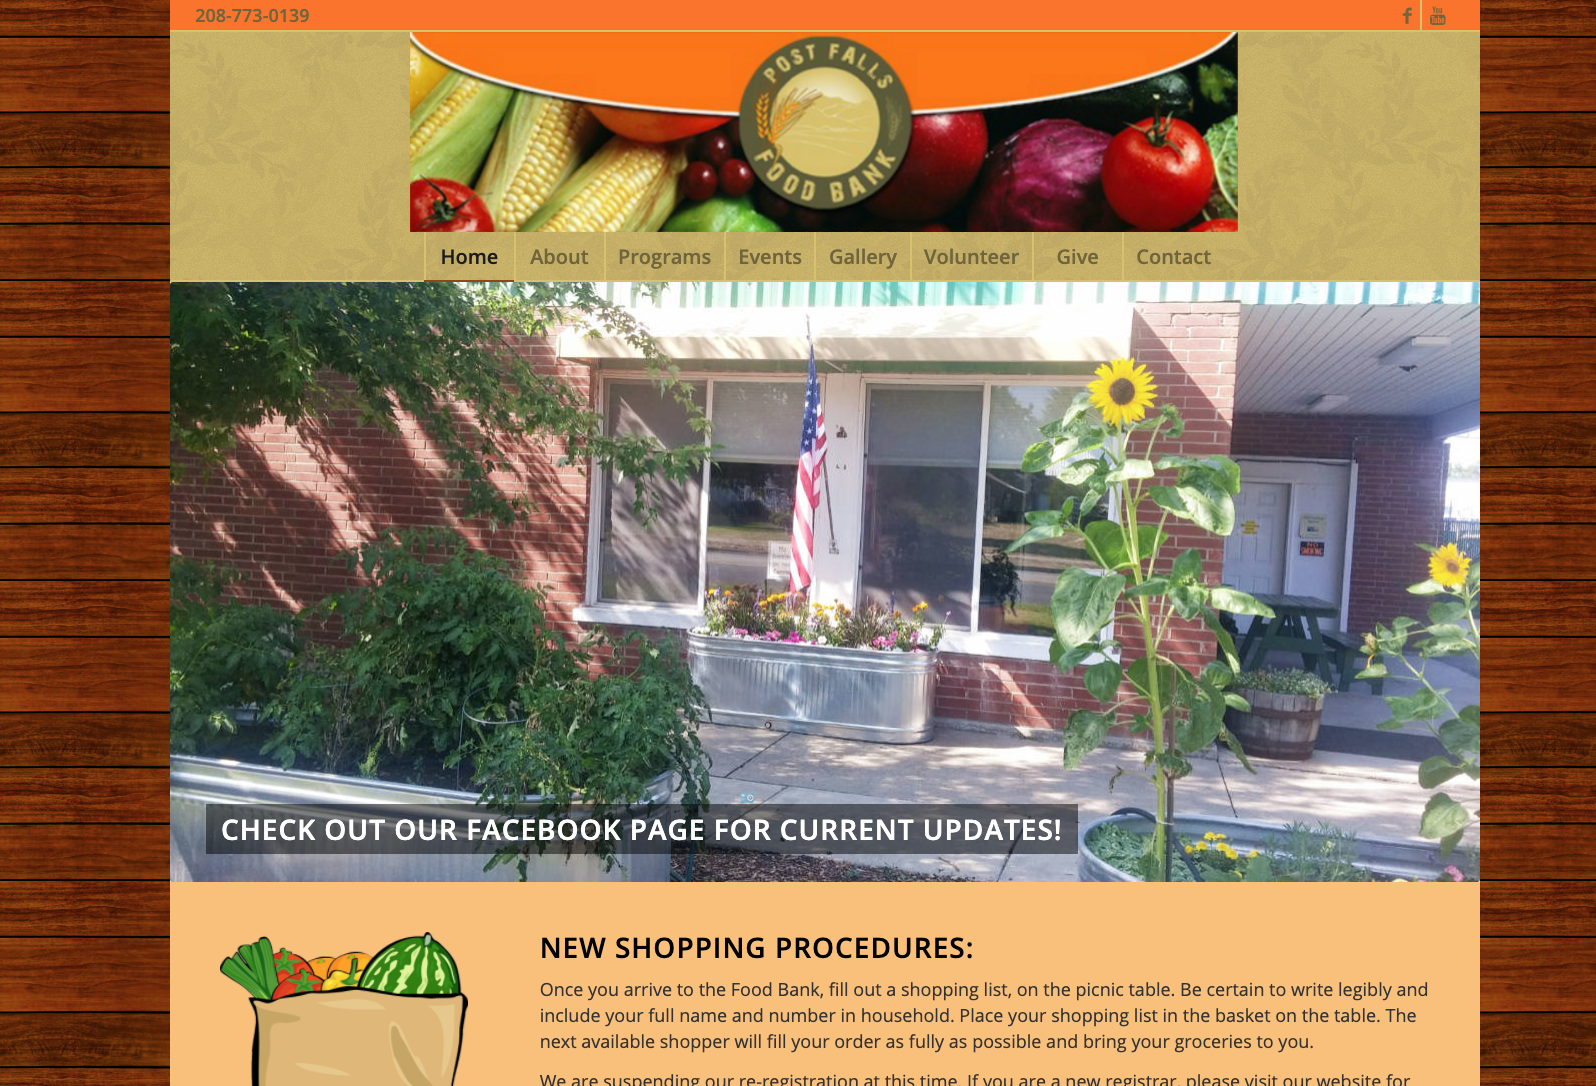 208-773-0139
You
Tube
POST FALLS
FOOD BANK
Home About Programs Events Gallery Volunteer Give Contact
NO
SMOKING
CHECK OUT OUR FACEBOOK PAGE FOR CURRENT UPDATES!
NEW SHOPPING PROCEDURES:
Once you arrive to the Food Bank, fill out a shopping list, on the picnic table. Be certain to write legibly and
include your full name and number in household. Place your shopping list in the basket on the table. The
next available shopper will fill your order as fully as possible and bring your groceries to you.
We are suspending our re-registration at this time. If you are a new registrar, please visit our website for